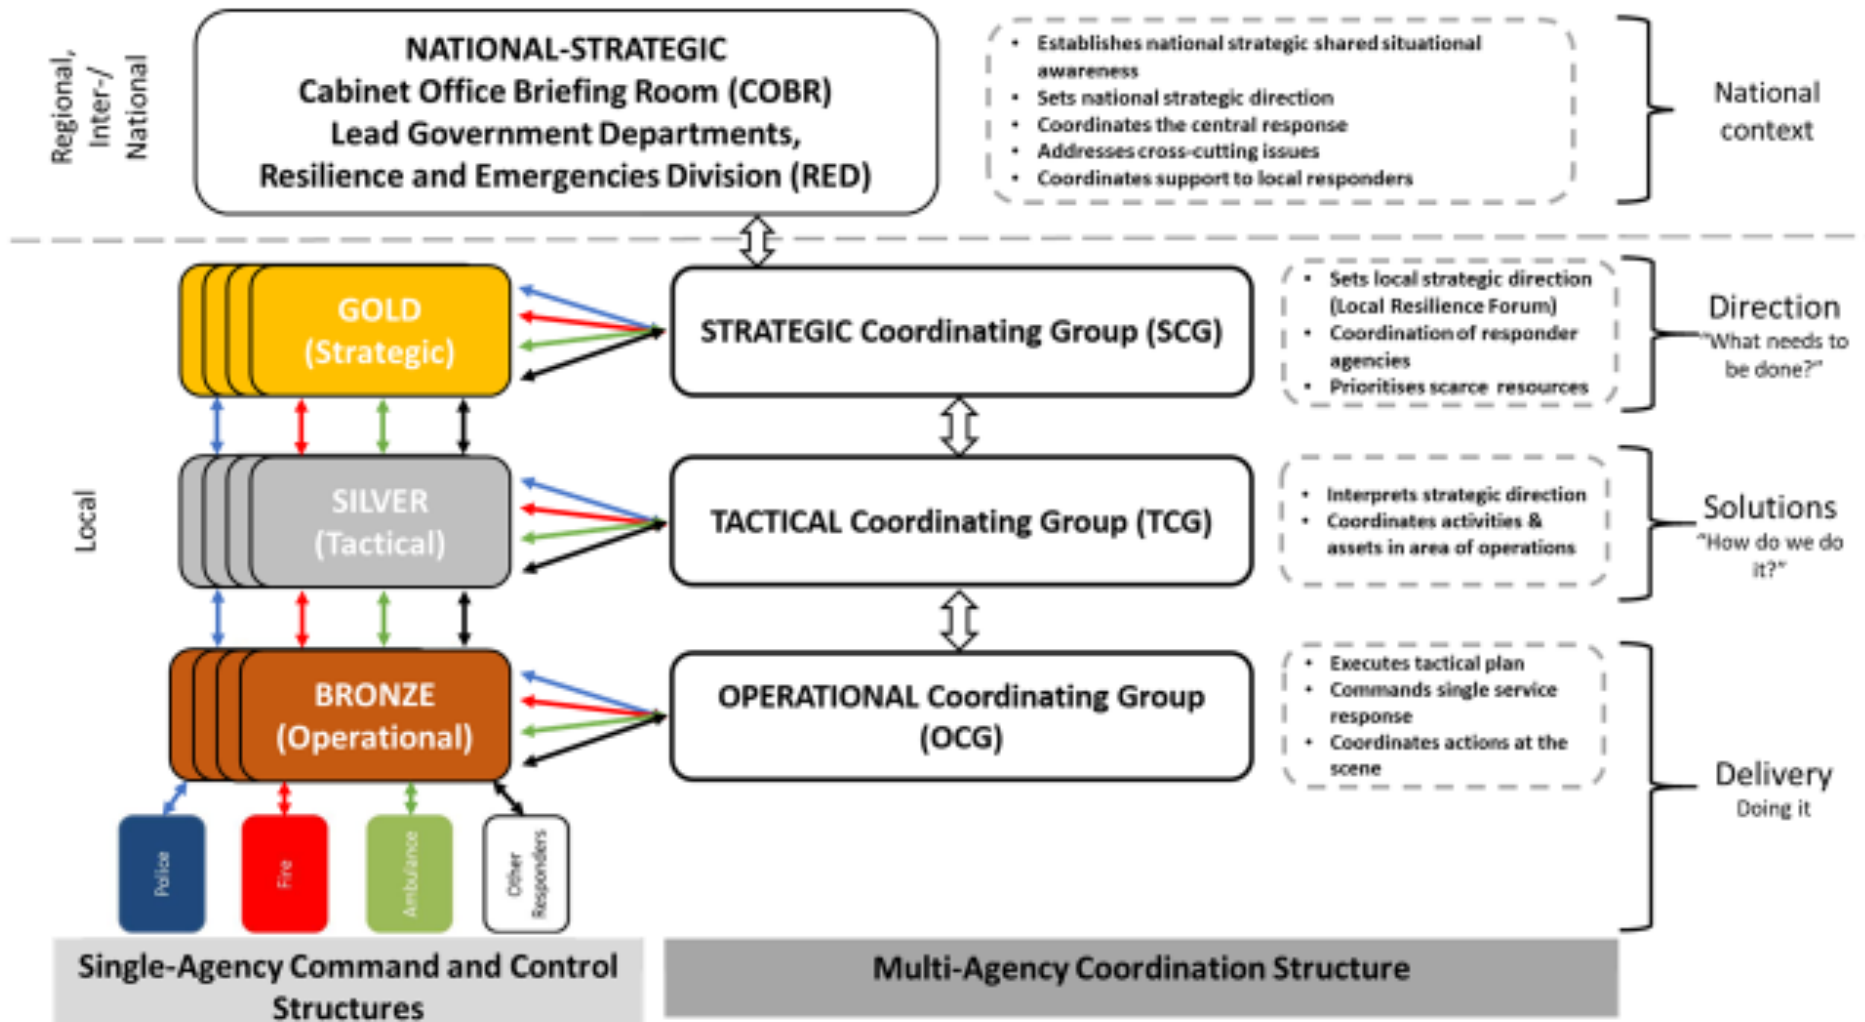 Regional,
Inter-/
National
NATIONAL-STRATEGIC
Cabinet Office Briefing Room (COBR)
Lead Government Departments,
Resilience and Emergencies Division (RED)
• Establishes national strategic shared situational
awareness
• Sets national strategic direction
• Coordinates the central response
• Addresses cross-cutting issues
• Coordinates support to local responders
National
context
Local
GOLD
(Strategic)
STRATEGIC Coordinating Group (SCG)
• Sets local strategic direction
(Local Resilience Forum)
• Coordination of responder
agencies
• Prioritises scarce resources
Direction
"What needs to
be done?"
SILVER
(Tactical)
TACTICAL Coordinating Group (TCG)
• Interprets strategic direction
• Coordinates activities &
assets in area of operations
Solutions
"How do we do
it?"
BRONZE
(Operational)
OPERATIONAL Coordinating Group
(OCG)
• Executes tactical plan
• Commands single service
response
• Coordinates actions at the
scene
Delivery
Doing it
Police
Fire
Ambulance
Other
Responders
Single-Agency Command and Control
Structures
Multi-Agency Coordination Structure